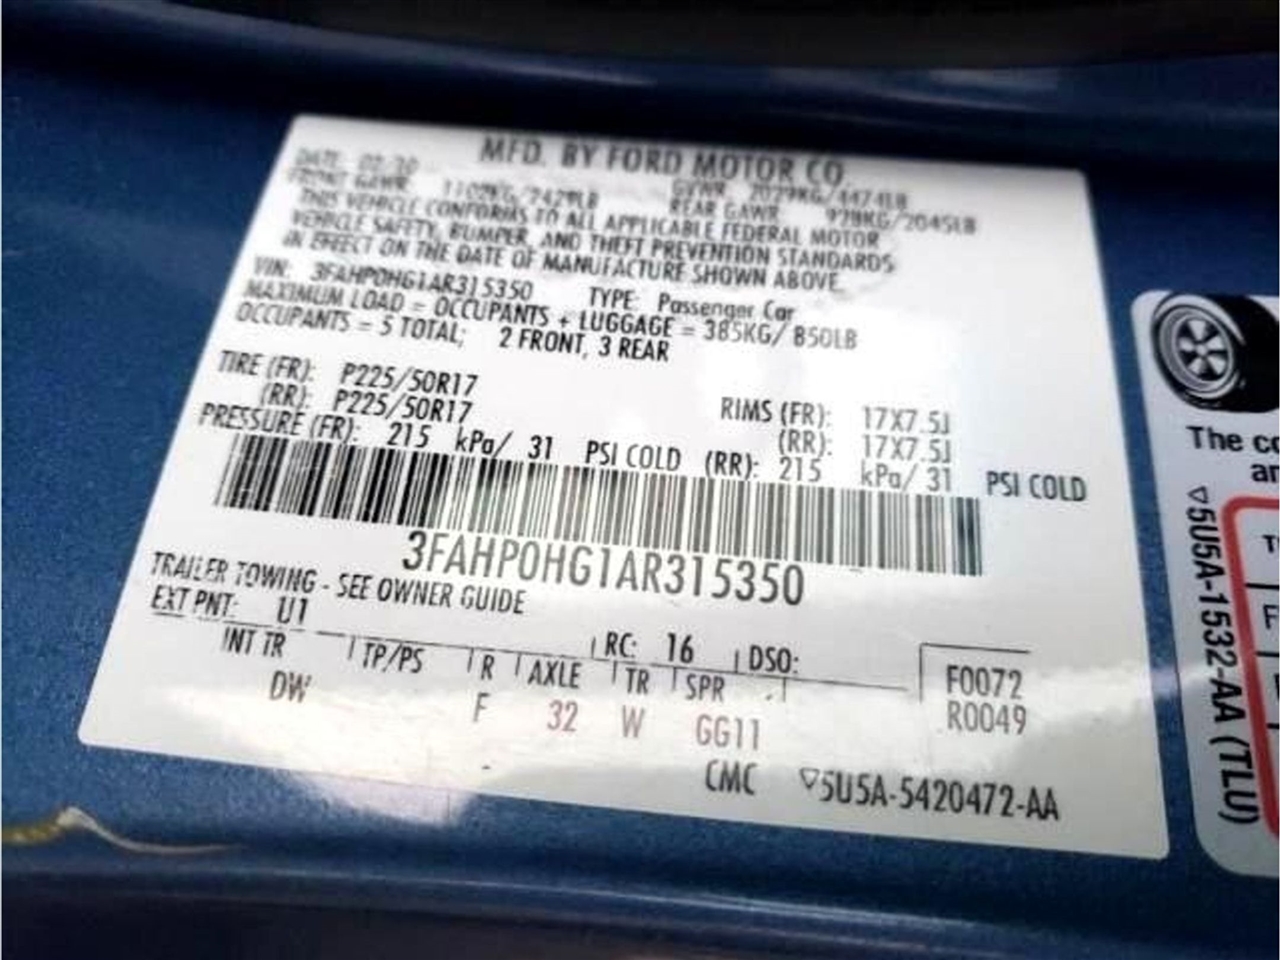 MFD. BY FORD MOTOR CO.
DATE:
GVWR: 2029KG/4474LB
FRONT GAWR: 1102KG/2429LB
REAR GAWR: 928KG/2045LB
THIS VEHICLE CONFORMS TO ALL APPLICABLE FEDERAL MOTOR
VEHICLE SAFETY, BUMPER, AND THEFT PREVENTION STANDARDS
IN EFFECT ON THE DATE OF MANUFACTURE SHOWN ABOVE.
VIN: 3FAHP0HG1AR315350 TYPE: Passenger Car
MAXIMUM LOAD = OCCUPANTS + LUGGAGE = 385KG/ 850LB
OCCUPANTS = 5 TOTAL; 2 FRONT, 3 REAR
TIRE (FR): P225/50R17 RIMS (FR): 17X7.5J
(RR): P225/50R17 (RR): 17X7.5J
PRESSURE (FR): 215 kPa/ 31 PSI COLD (RR): 215 kPa/ 31 PSI COLD
3FAHP0HG1AR315350
TRAILER TOWING - SEE OWNER GUIDE
EXT PNT: U1 RC: 16 DSO:
INT TR TP/PS R AXLE TR SPR
DW F 32 W GG11
F0072
R0049
CMC ▽5U5A-5420472-AA
The co
an
▽5U5A-1532-AA (TLU)
T
F